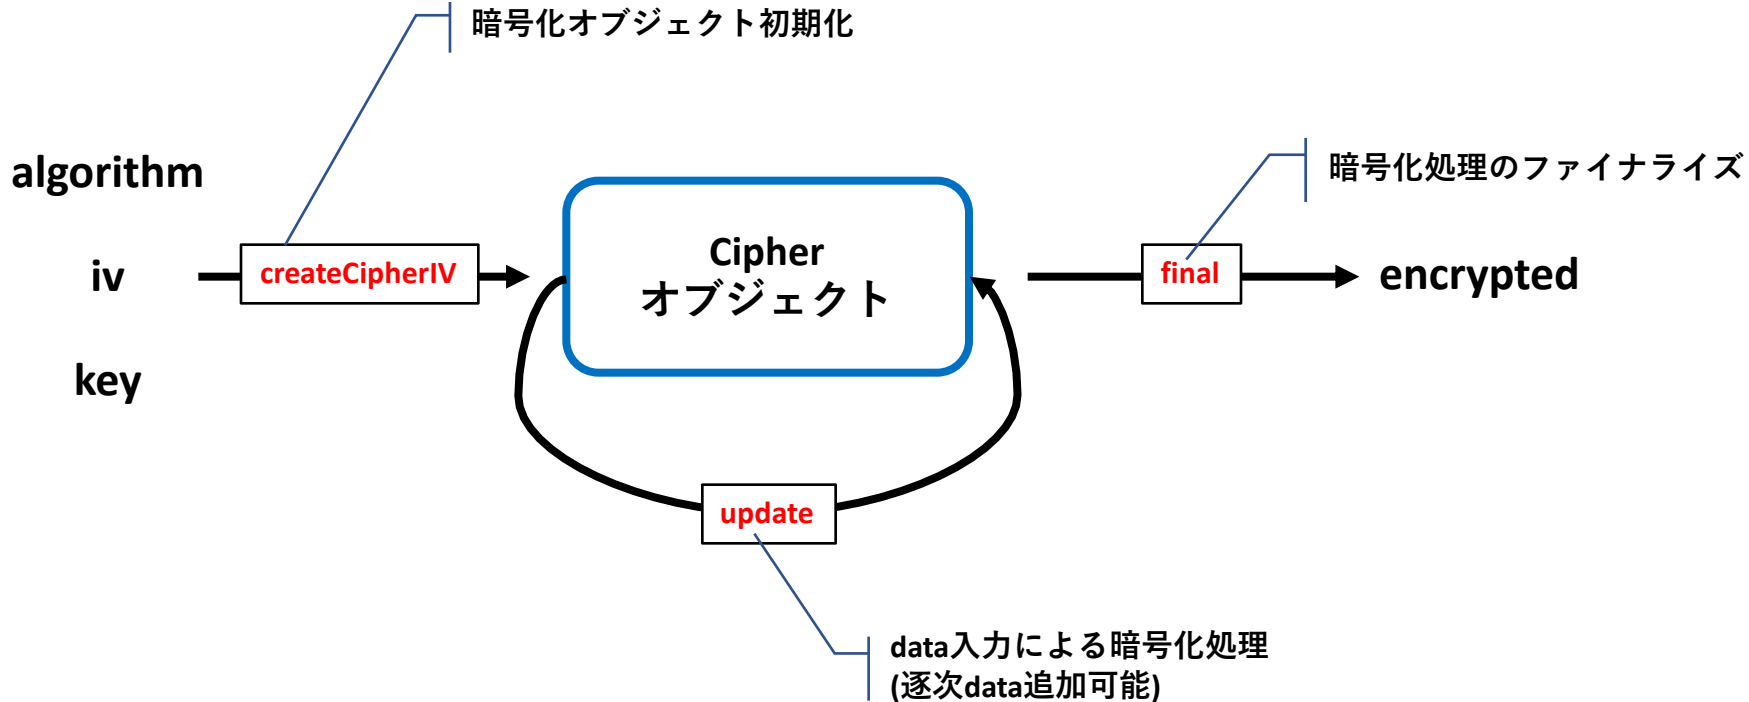 暗号化オブジェクト初期化
algorithm
暗号化処理のファイナライズ
iv
createCipherIV
Cipher
オブジェクト
final
encrypted
key
update
data入力による暗号化処理
(逐次data追加可能)